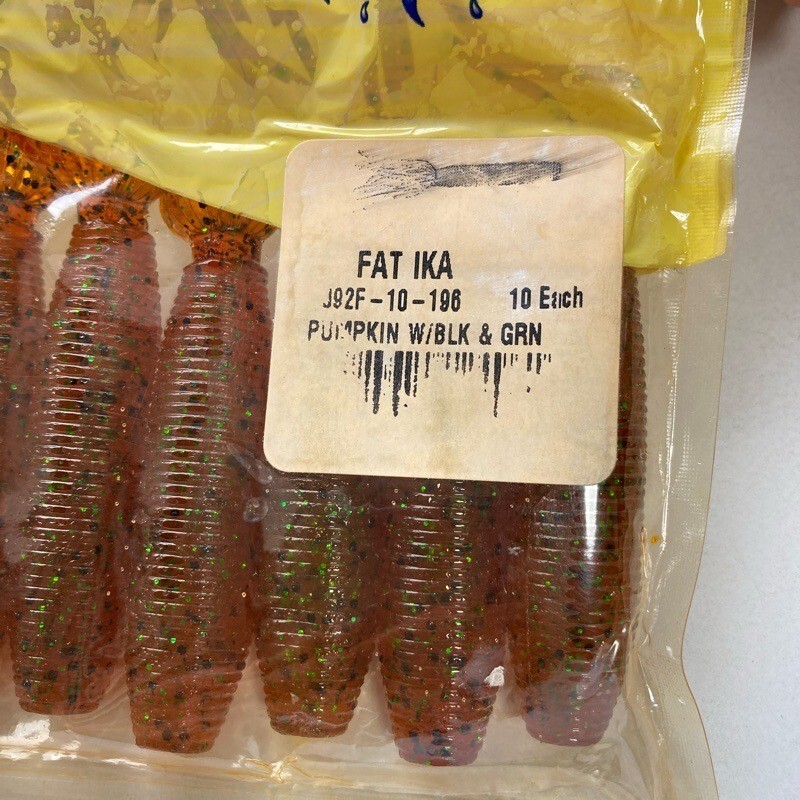 FAT IKA
J92F-10-196 10 Each
PUMPKIN W/BLK & GRN